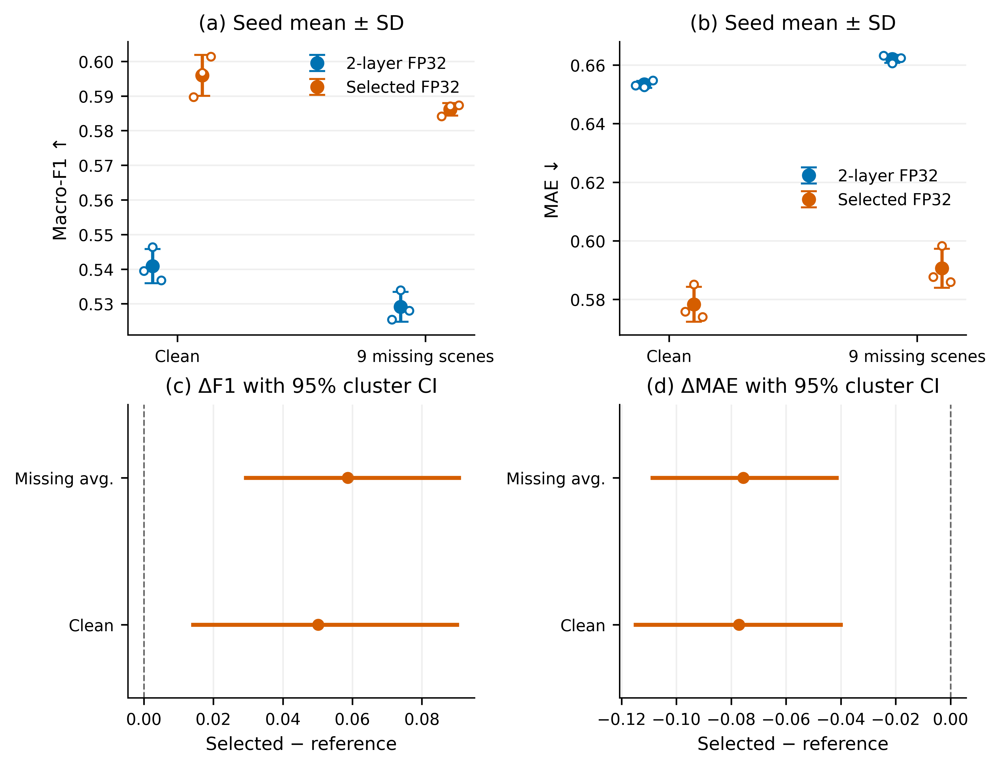 (a) Seed mean ± SD
Macro-F1 ↑
0.60
0.59
0.58
0.57
0.56
0.55
0.54
0.53
2-layer FP32
Selected FP32
Clean
9 missing scenes
(b) Seed mean ± SD
MAE ↓
0.66
0.64
0.62
0.60
0.58
2-layer FP32
Selected FP32
Clean
9 missing scenes
(c) ΔF1 with 95% cluster CI
Missing avg.
Clean
0.00 0.02 0.04 0.06 0.08
Selected − reference
(d) ΔMAE with 95% cluster CI
Missing avg.
Clean
−0.12 −0.10 −0.08 −0.06 −0.04 −0.02 0.00
Selected − reference